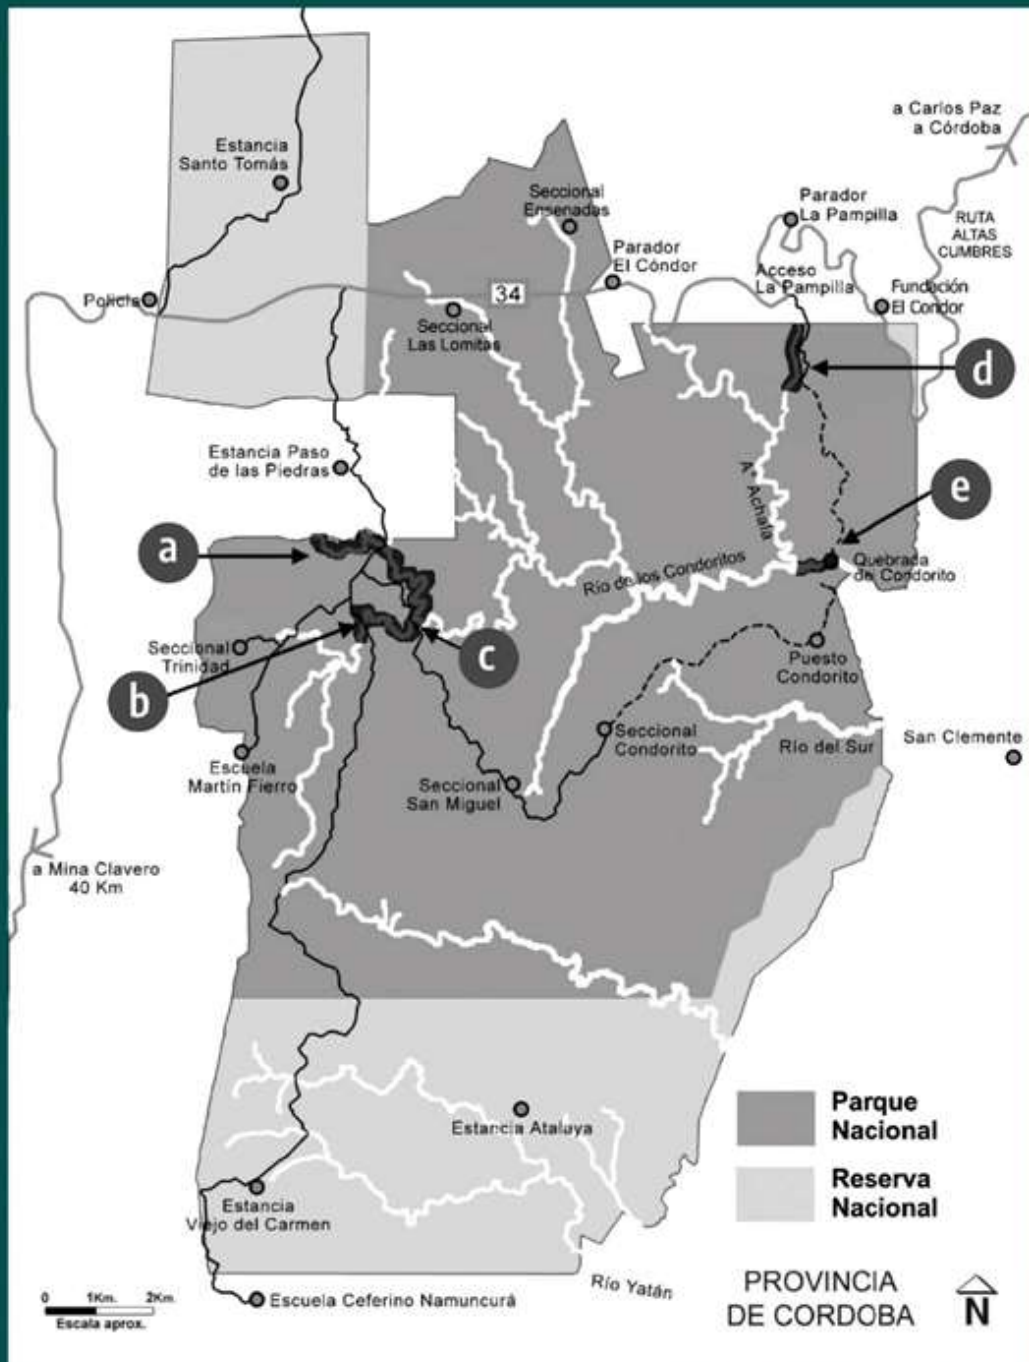 a Carlos Paz
a Córdoba
Estancia
Santo Tomás
Seccional
Ensenadas
Parador
La Pampilla
RUTA
ALTAS
CUMBRES
Parador
El Cóndor
Acceso
La Pampilla
Fundación
El Condor
Policía
34
Seccional
Las Lomitas
d
Estancia Paso
de las Piedras
A° Achala
e
a
Río de los Condoritos
Quebrada
de Condorito
Seccional
Trinidad
c
b
Puesto
Condorito
Seccional
Condorito
Río del Sur
San Clemente
Escuela
Martín Fierro
Seccional
San Miguel
a Mina Clavero
40 Km
Parque
Nacional
Estancia Ataluya
Reserva
Nacional
Estancia
Viejo del Carmen
Río Yatán
PROVINCIA
DE CORDOBA
N
0 1Km. 2Km.
Escala aprox.
Escuela Ceferino Namuncurá